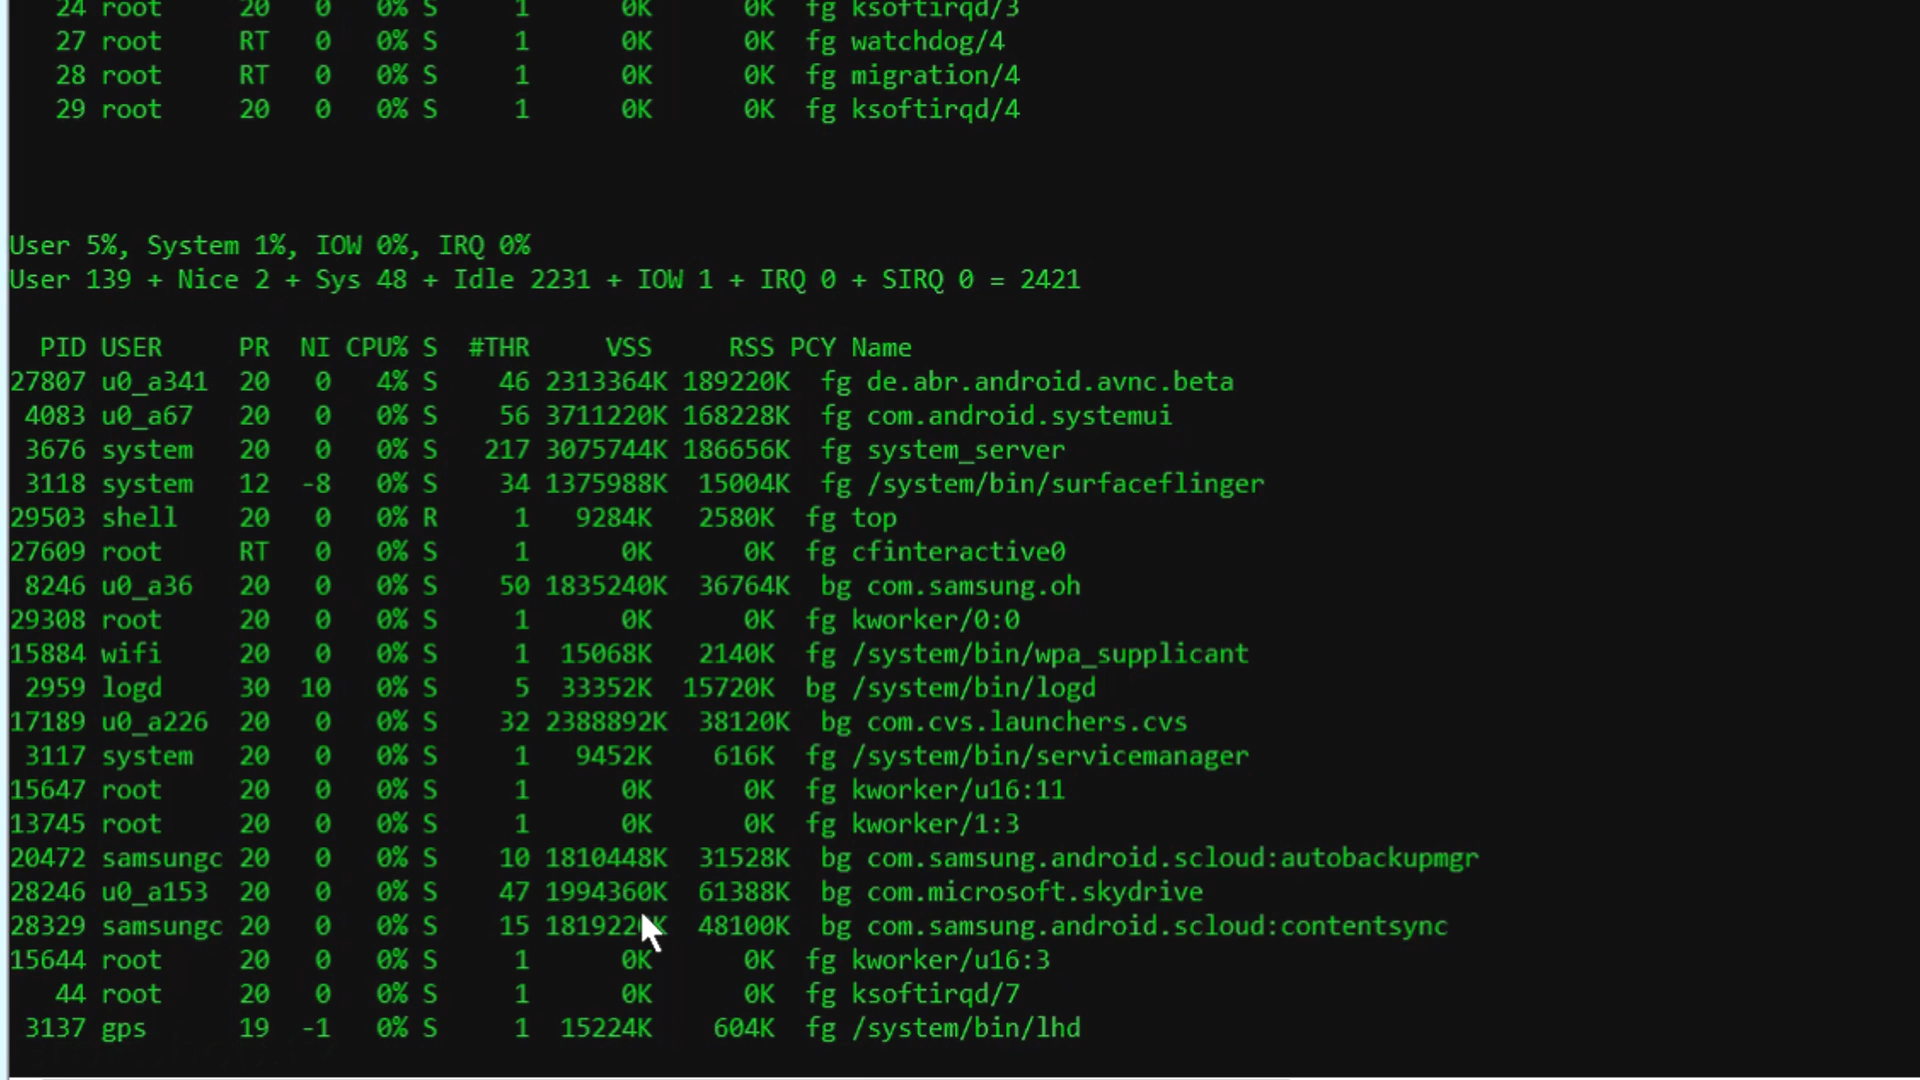 24 root 20 0 0% S 1 0K 0K fg ksoftirqd/3
27 root RT 0 0% S 1 0K 0K fg watchdog/4
28 root RT 0 0% S 1 0K 0K fg migration/4
29 root 20 0 0% S 1 0K 0K fg ksoftirqd/4
User 5%, System 1%, IOW 0%, IRQ 0%
User 139 + Nice 2 + Sys 48 + Idle 2231 + IOW 1 + IRQ 0 + SIRQ 0 = 2421
PID USER PR NI CPU% S #THR VSS RSS PCY Name
27807 u0_a341 20 0 4% S 46 2313364K 189220K fg de.abr.android.avnc.beta
4083 u0_a67 20 0 0% S 56 3711220K 168228K fg com.android.systemui
3676 system 20 0 0% S 217 3075744K 186656K fg system_server
3118 system 12 -8 0% S 34 1375988K 15004K fg /system/bin/surfaceflinger
29503 shell 20 0 0% R 1 9284K 2580K fg top
27609 root RT 0 0% S 1 0K 0K fg cfinteractive0
8246 u0_a36 20 0 0% S 50 1835240K 36764K bg com.samsung.oh
29308 root 20 0 0% S 1 0K 0K fg kworker/0:0
15884 wifi 20 0 0% S 1 15068K 2140K fg /system/bin/wpa_supplicant
2959 logd 30 10 0% S 5 33352K 15720K bg /system/bin/logd
17189 u0_a226 20 0 0% S 32 2388892K 38120K bg com.cvs.launchers.cvs
3117 system 20 0 0% S 1 9452K 616K fg /system/bin/servicemanager
15647 root 20 0 0% S 1 0K 0K fg kworker/u16:11
13745 root 20 0 0% S 1 0K 0K fg kworker/1:3
20472 samsungc 20 0 0% S 10 1810448K 31528K bg com.samsung.android.scloud:autobackupmgr
28246 u0_a153 20 0 0% S 47 1994360K 61388K bg com.microsoft.skydrive
28329 samsungc 20 0 0% S 15 48100K bg com.samsung.android.scloud:contentsync
15644 root 20 0 0% S 1 0K 0K fg kworker/u16:3
44 root 20 0 0% S 1 0K 0K fg ksoftirqd/7
3137 gps 19 -1 0% S 1 15224K 604K fg /system/bin/lhd